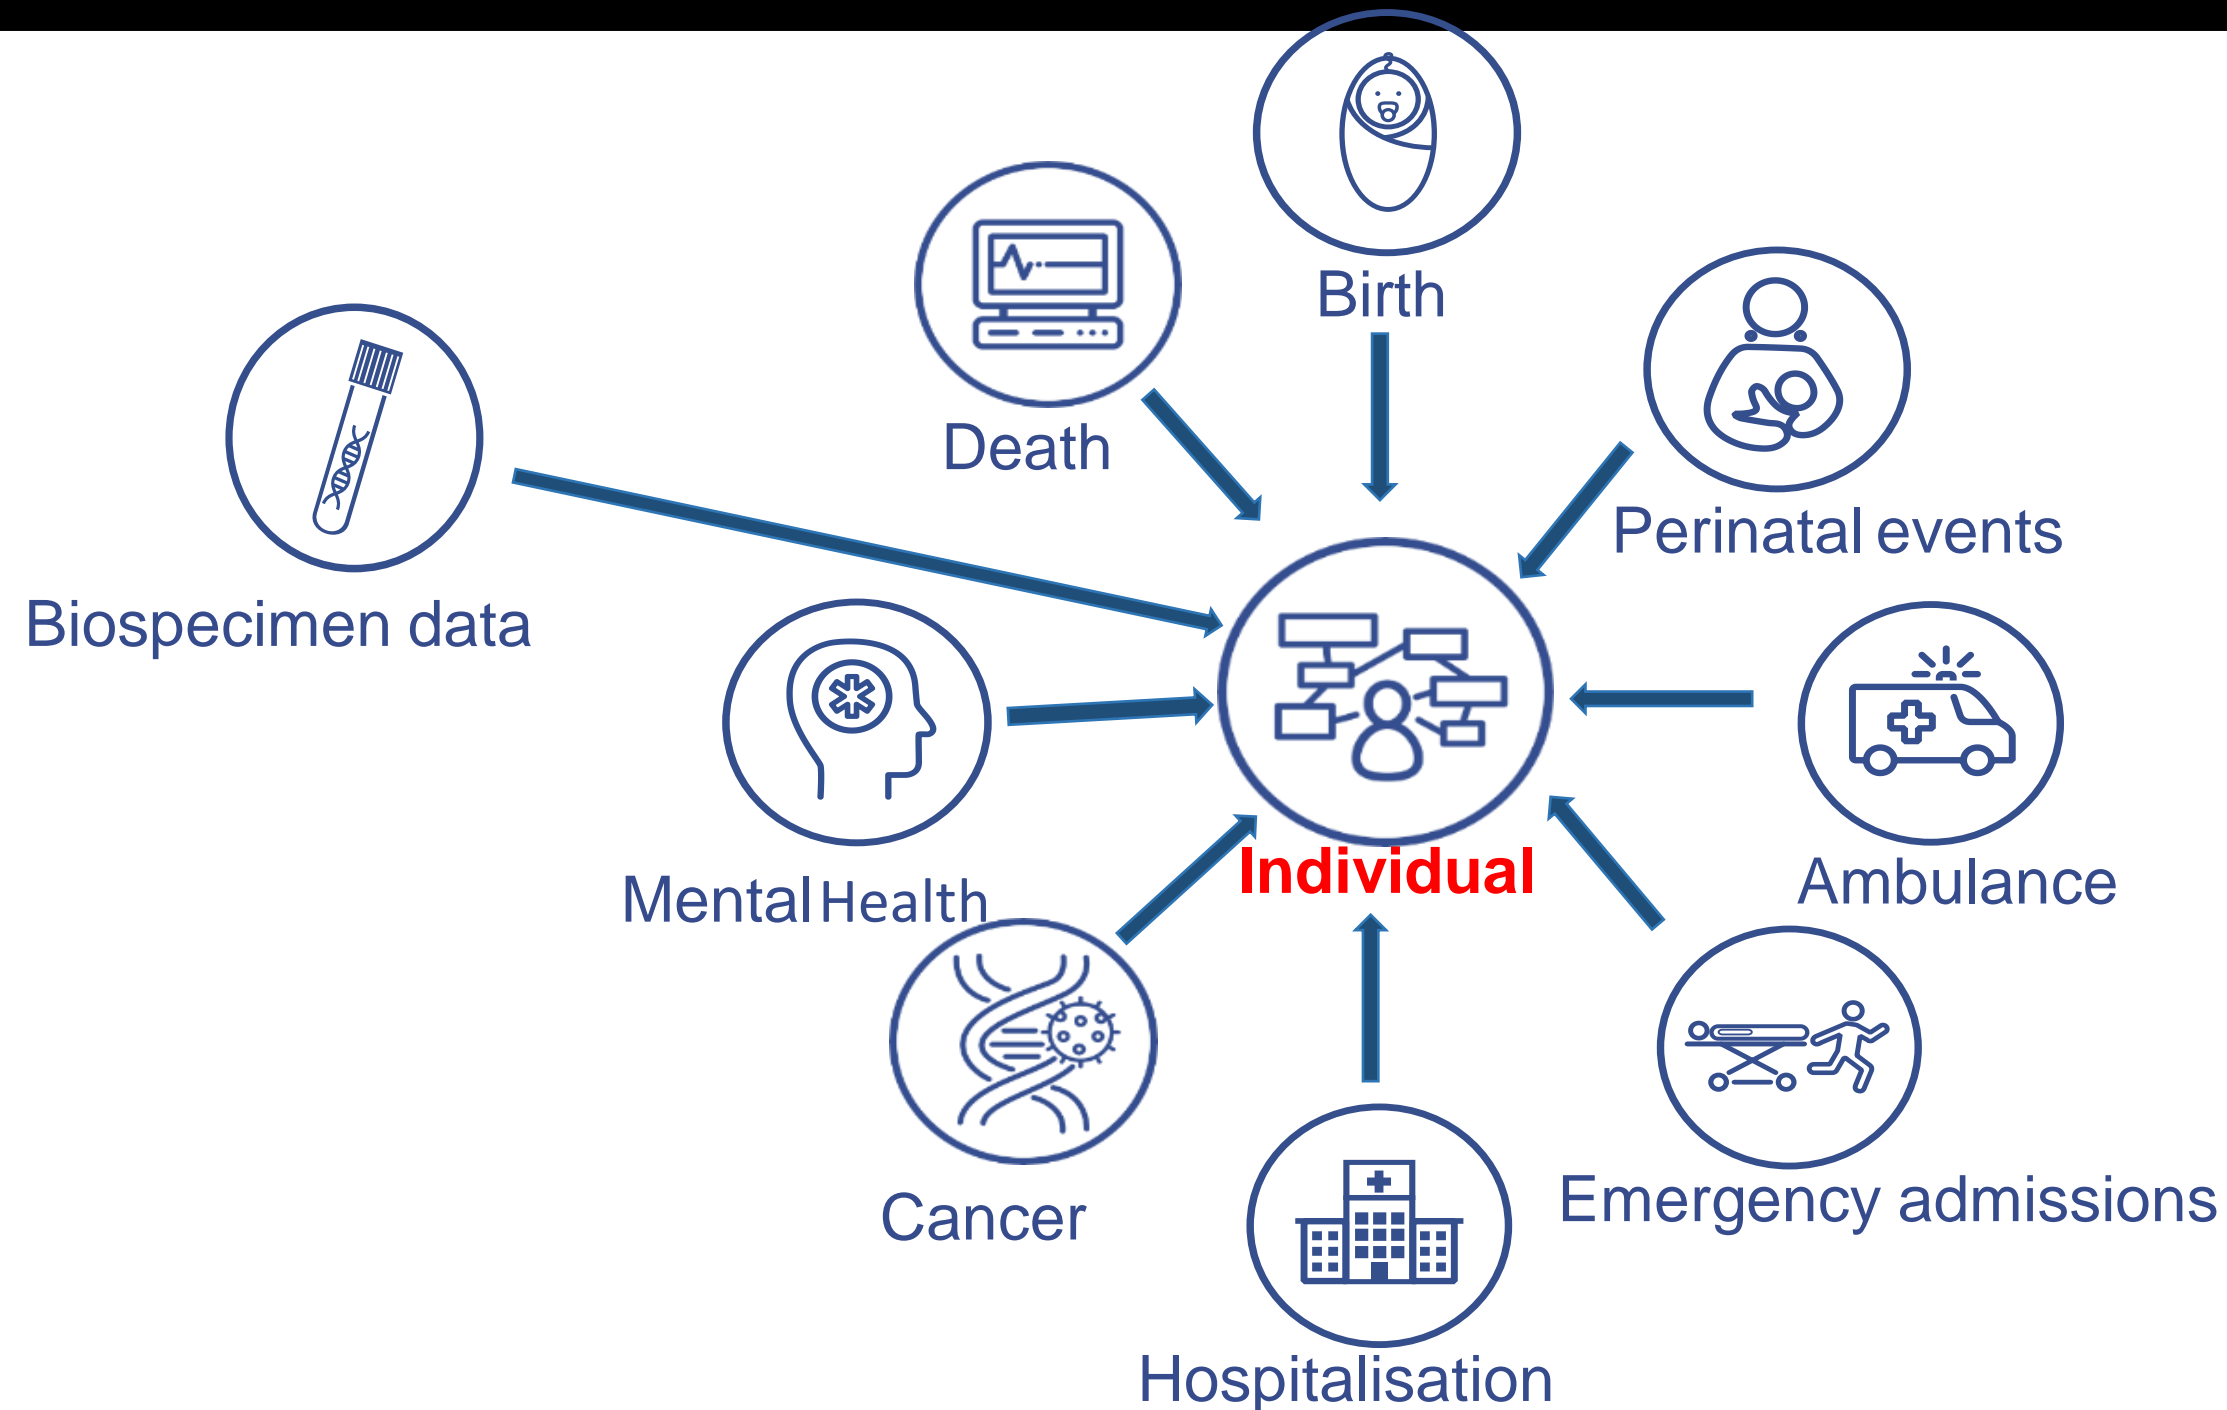 Birth
Death
Perinatal events
Biospecimen data
Individual
Mental Health
Ambulance
Cancer
Emergency admissions
Hospitalisation